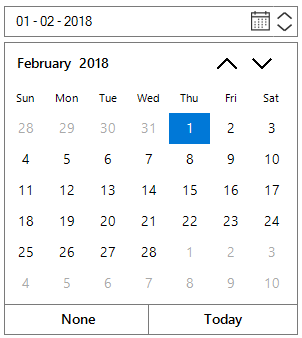 01 - 02 - 2018
February 2018
Sun Mon Tue Wed Thu Fri Sat
28 29 30 31 1 2 3
4 5 6 7 8 9 10
11 12 13 14 15 16 17
18 19 20 21 22 23 24
25 26 27 28 1 2 3
4 5 6 7 8 9 10
None Today